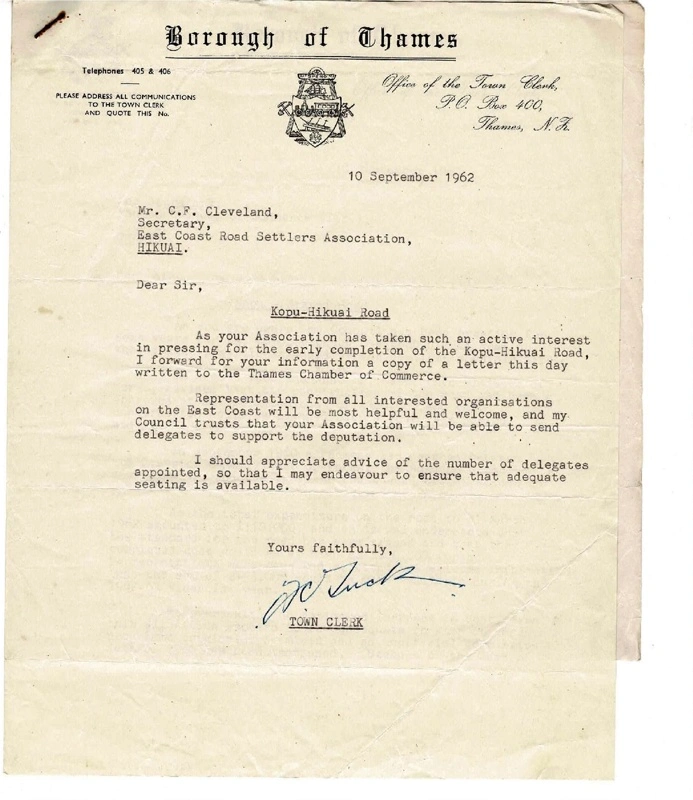 Borough of Thames
Telephones 405 & 406
PLEASE ADDRESS ALL COMMUNICATIONS
TO THE TOWN CLERK
AND QUOTE THIS No.
Office of the Town Clerk,
P.O. Box 400,
Thames, N.Z.
10 September 1962
Mr. C.F. Cleveland,
Secretary,
East Coast Road Settlers Association,
HIKUAI.
Dear Sir,
Kopu-Hikuai Road
As your Association has taken such an active interest
in pressing for the early completion of the Kopu-Hikuai Road,
I forward for your information a copy of a letter this day
written to the Thames Chamber of Commerce.
Representation from all interested organisations
on the East Coast will be most helpful and welcome, and my
Council trusts that your Association will be able to send
delegates to support the deputation.
I should appreciate advice of the number of delegates
appointed, so that I may endeavour to ensure that adequate
seating is available.
Yours faithfully,
TOWN CLERK